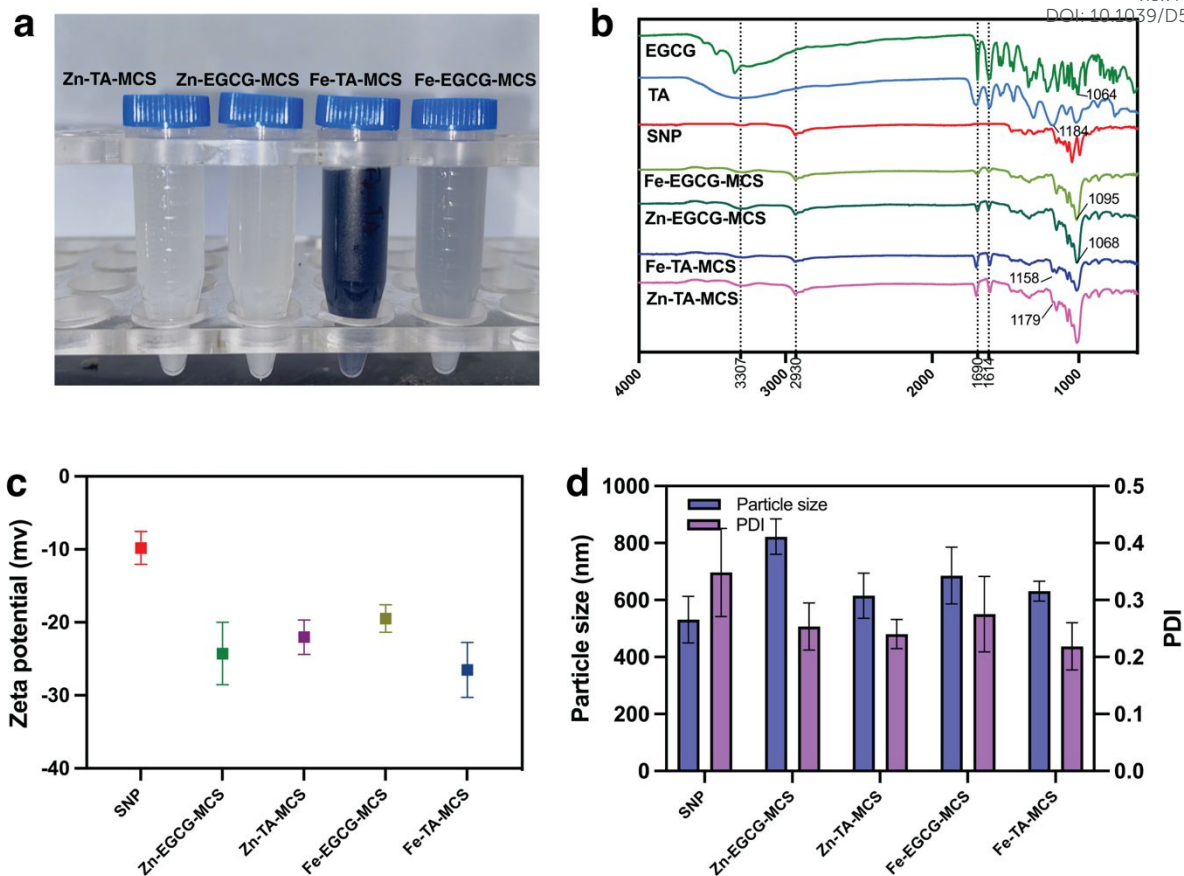 DOI: 10.1039/D5
a
Zn-TA-MCS Zn-EGCG-MCS Fe-TA-MCS Fe-EGCG-MCS
b
EGCG
1064
TA
1184
SNP
Fe-EGCG-MCS
1095
Zn-EGCG-MCS
1068
Fe-TA-MCS
1158
Zn-TA-MCS
1179
4000 3307 3000 2930 2000 1690 1614 1000
c
Zeta potential (mv)
0
-10
-20
-30
-40
SNP
Zn-EGCG-MCS
Zn-TA-MCS
Fe-EGCG-MCS
Fe-TA-MCS
d
Particle size (nm)
1000
800
600
400
200
0
Particle size
PDI
0.5
0.4
0.3
0.2
0.1
0.0
PDI
SNP
Zn-EGCG-MCS
Zn-TA-MCS
Fe-EGCG-MCS
Fe-TA-MCS